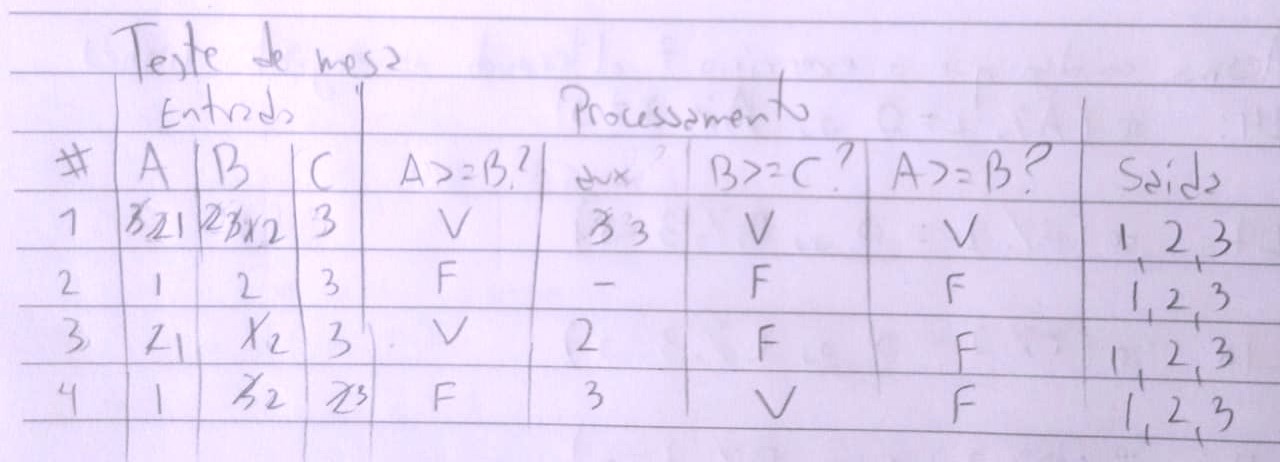 Teste de mesa
Entrada Processamento
# A B C A>=B? aux B>=C? A>=B? Saída
1 3 2 1 2 3 1 2 3 V 3 3 V V 1, 2, 3
2 1 2 3 F - F F 1, 2, 3
3 2 1 1 2 3 V 2 F F 1, 2, 3
4 1 3 2 2 3 F 3 V F 1, 2, 3